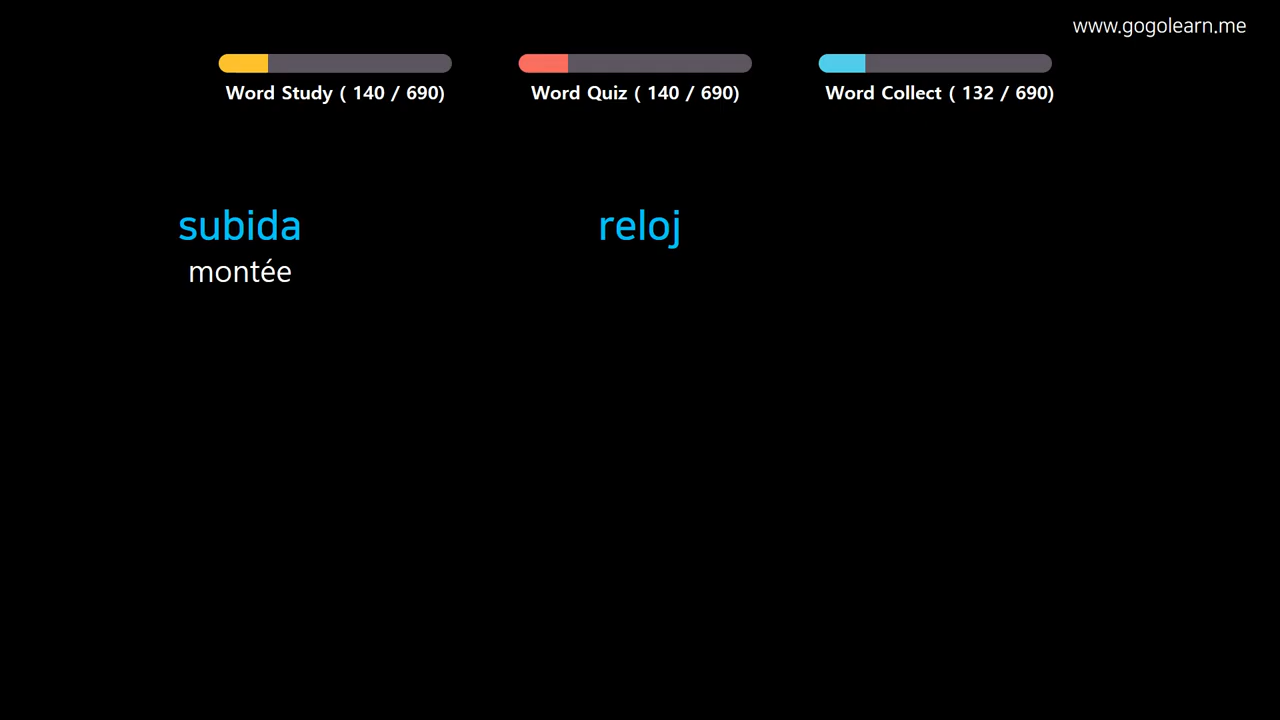 www.gogolearn.me
Word Study ( 140 / 690)
Word Quiz ( 140 / 690)
Word Collect ( 132 / 690)
subida
montée
reloj